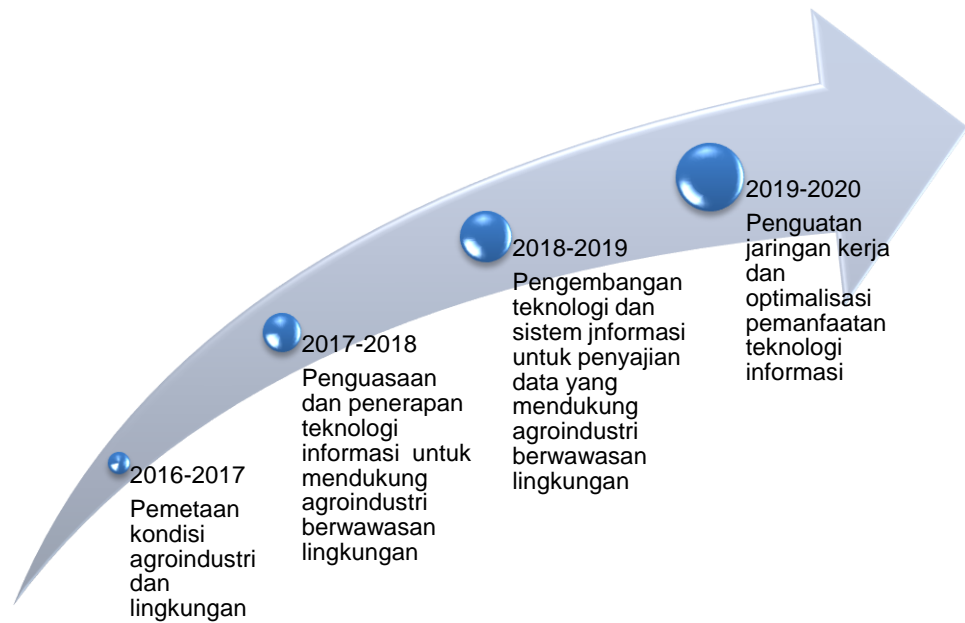 2016-2017
Pemetaan
kondisi
agroindustri
dan
lingkungan
2017-2018
Penguasaan
dan penerapan
teknologi
informasi untuk
mendukung
agroindustri
berwawasan
lingkungan
2018-2019
Pengembangan
teknologi dan
sistem jnformasi
untuk penyajian
data yang
mendukung
agroindustri
berwawasan
lingkungan
2019-2020
Penguatan
jaringan kerja
dan
optimalisasi
pemanfaatan
teknologi
informasi